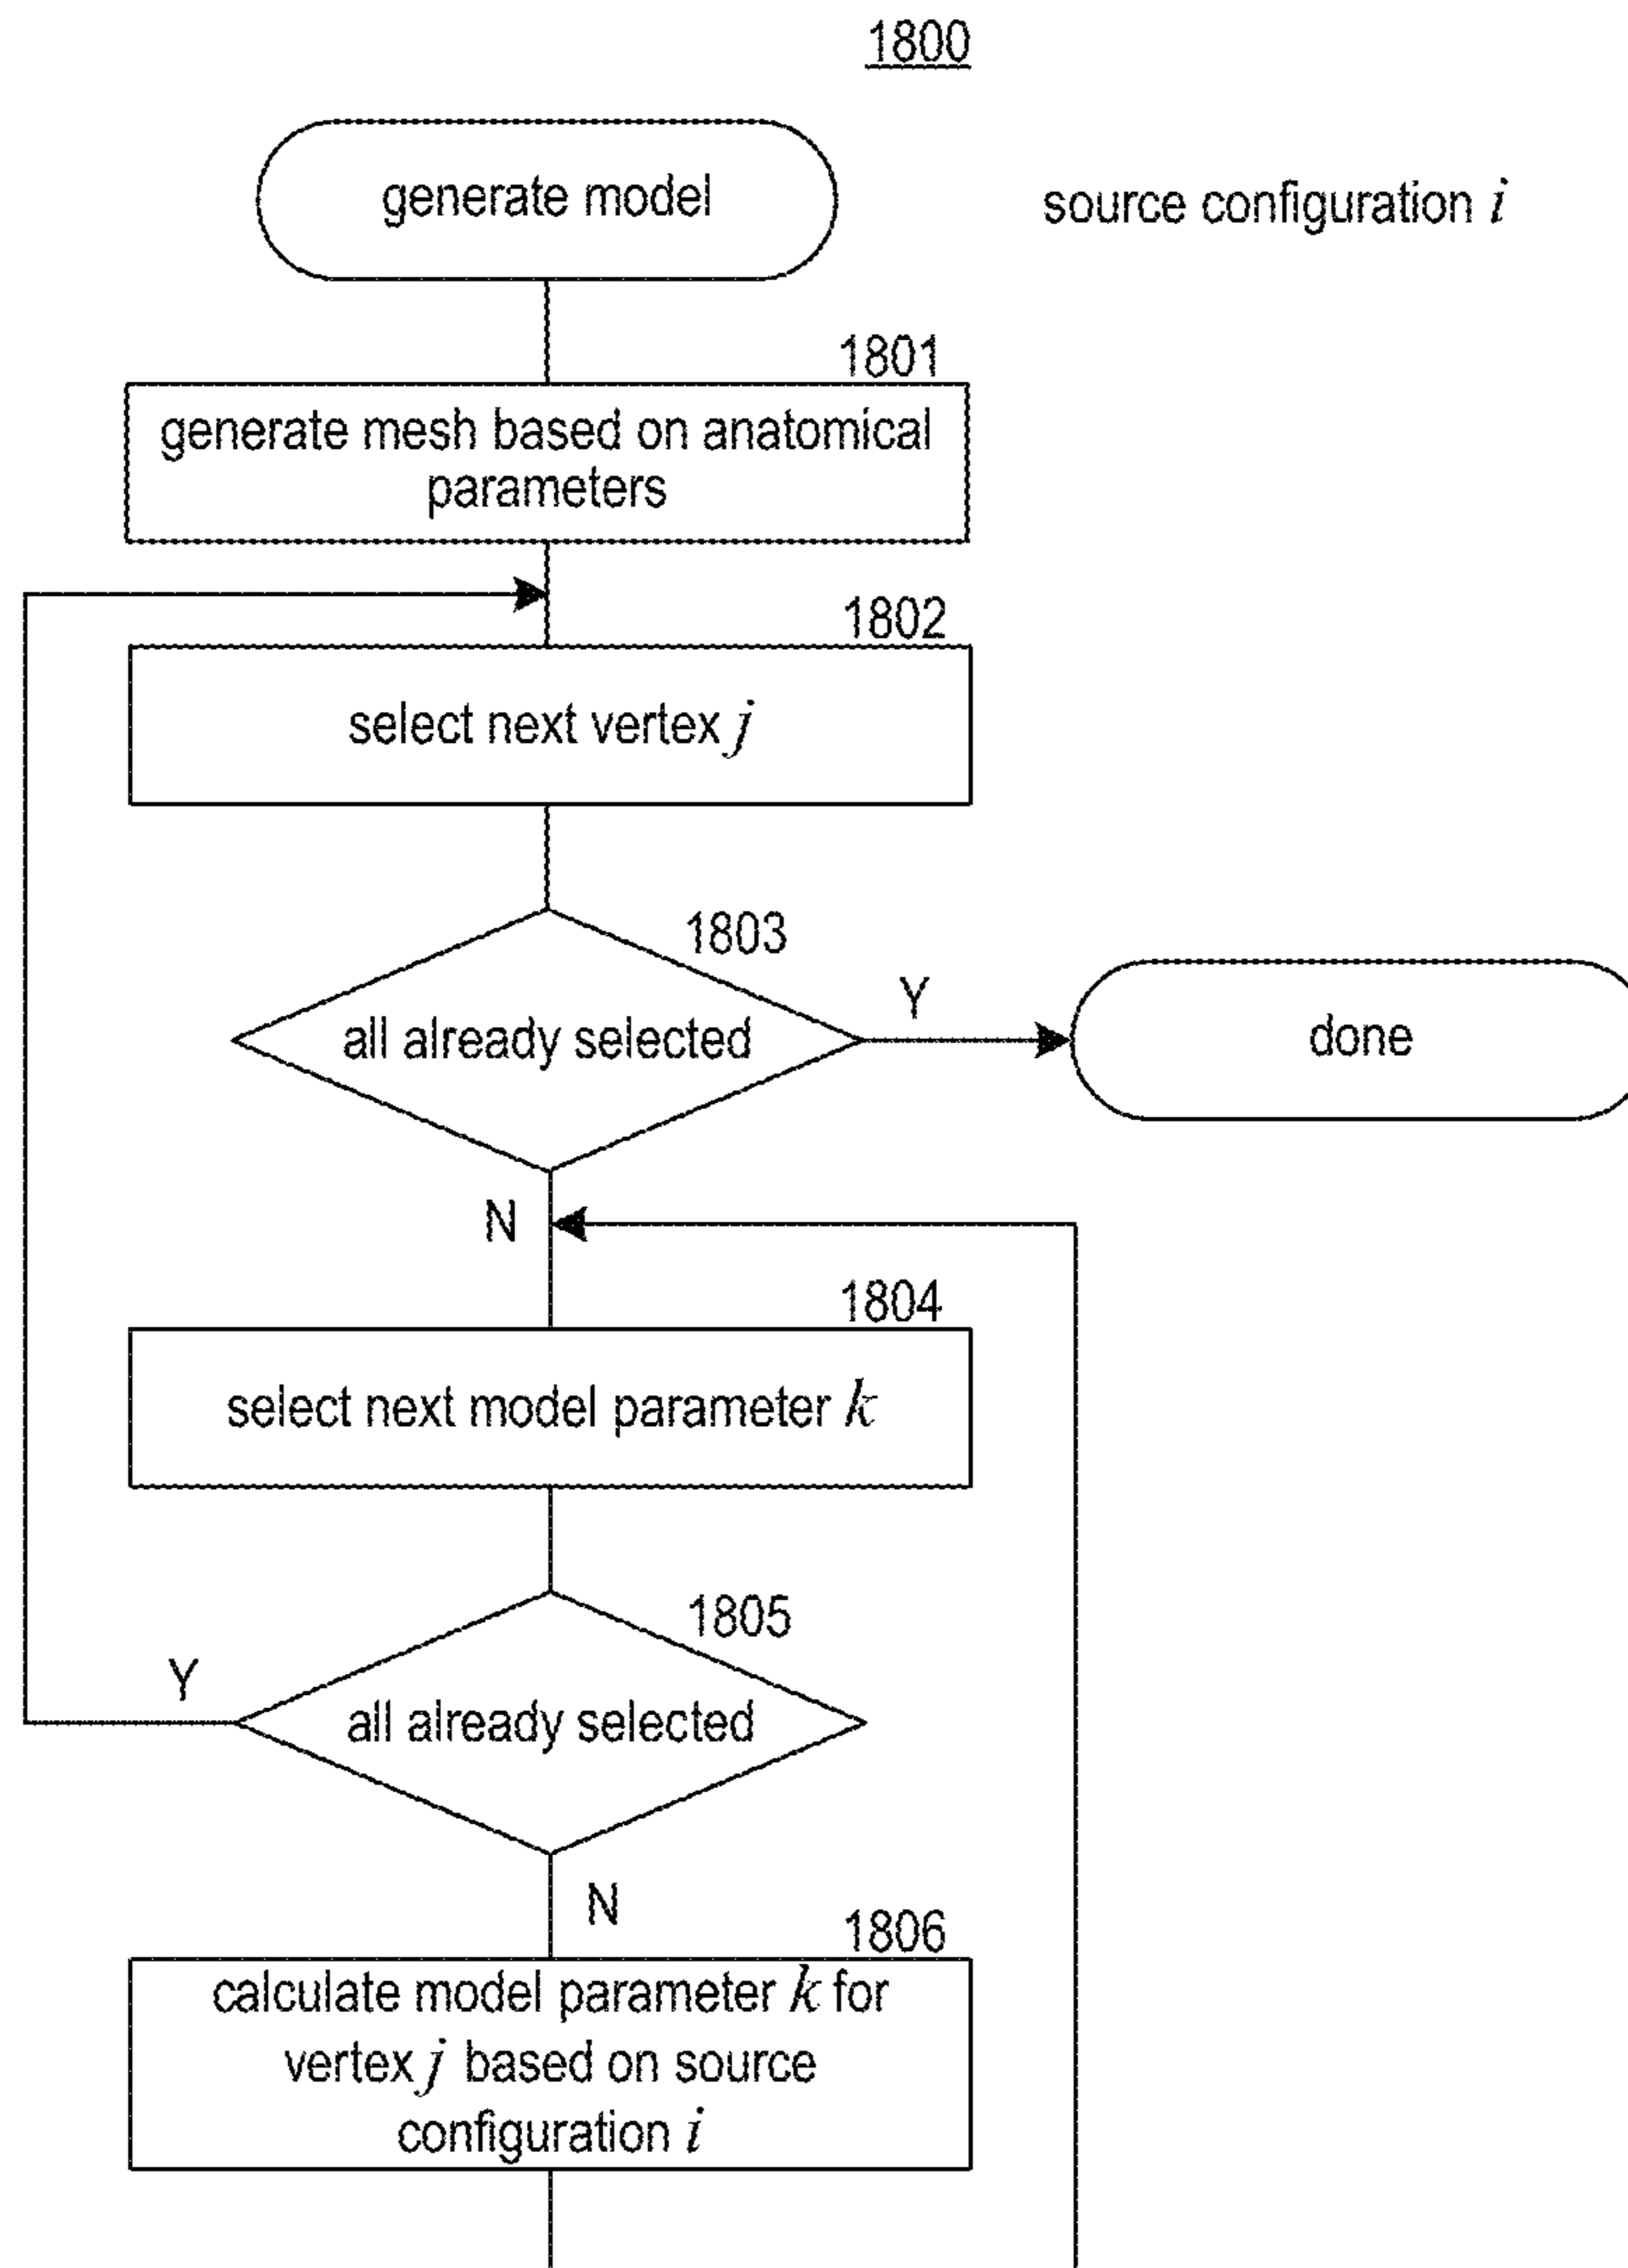 1800
generate model
source configuration i
1801
generate mesh based on anatomical
parameters
1802
select next vertex j
1803
all already selected
Y
done
N
1804
select next model parameter k
1805
Y
all already selected
N
1806
calculate model parameter k for
vertex j based on source
configuration i